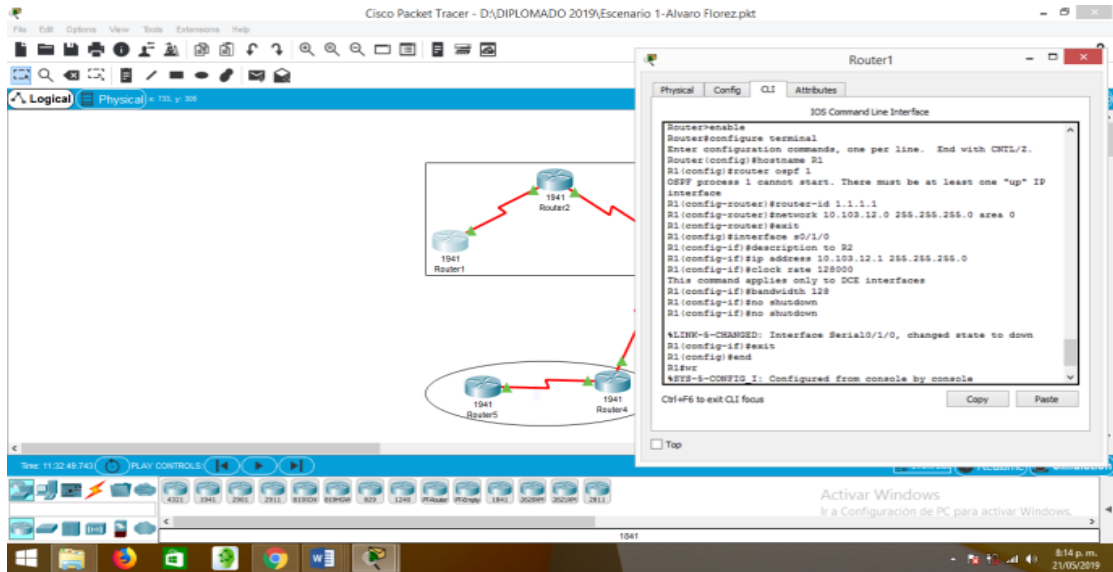 Cisco Packet Tracer - D:\DIPLOMADO 2019\Escenario 1-Alvaro Florez.pkt
File Edit Options View Tools Extensions Help
Logical Physical x: 733, y: 305
1941
Router2
1941
Router1
1941
Router5
1941
Router4
Router1
Physical Config CLI Attributes
IOS Command Line Interface
Router>enable
Router#configure terminal
Enter configuration commands, one per line. End with CNTL/Z.
Router(config)#hostname R1
R1(config)#router ospf 1
OSPF process 1 cannot start. There must be at least one "up" IP
interface
R1(config-router)#router-id 1.1.1.1
R1(config-router)#network 10.103.12.0 255.255.255.0 area 0
R1(config-router)#exit
R1(config)#interface s0/1/0
R1(config-if)#description to R2
R1(config-if)#ip address 10.103.12.1 255.255.255.0
R1(config-if)#clock rate 128000
This command applies only to DCE interfaces
R1(config-if)#bandwidth 128
R1(config-if)#no shutdown
R1(config-if)#no shutdown
%LINK-5-CHANGED: Interface Serial0/1/0, changed state to down
R1(config-if)#exit
R1(config)#end
R1#wr
%SYS-5-CONFIG_I: Configured from console by console
Ctrl+F6 to exit CLI focus
Copy Paste
Top
Time: 11:32:49.743 PLAY CONTROLS:
4321 1941 2901 2911 819IOX 819HGW 829 1240 PT-Router PT-Empty 1841 2620XM 2621XM 2811
Activar Windows
Ir a Configuración de PC para activar Windows.
1841
8:14 p. m.
21/05/2019